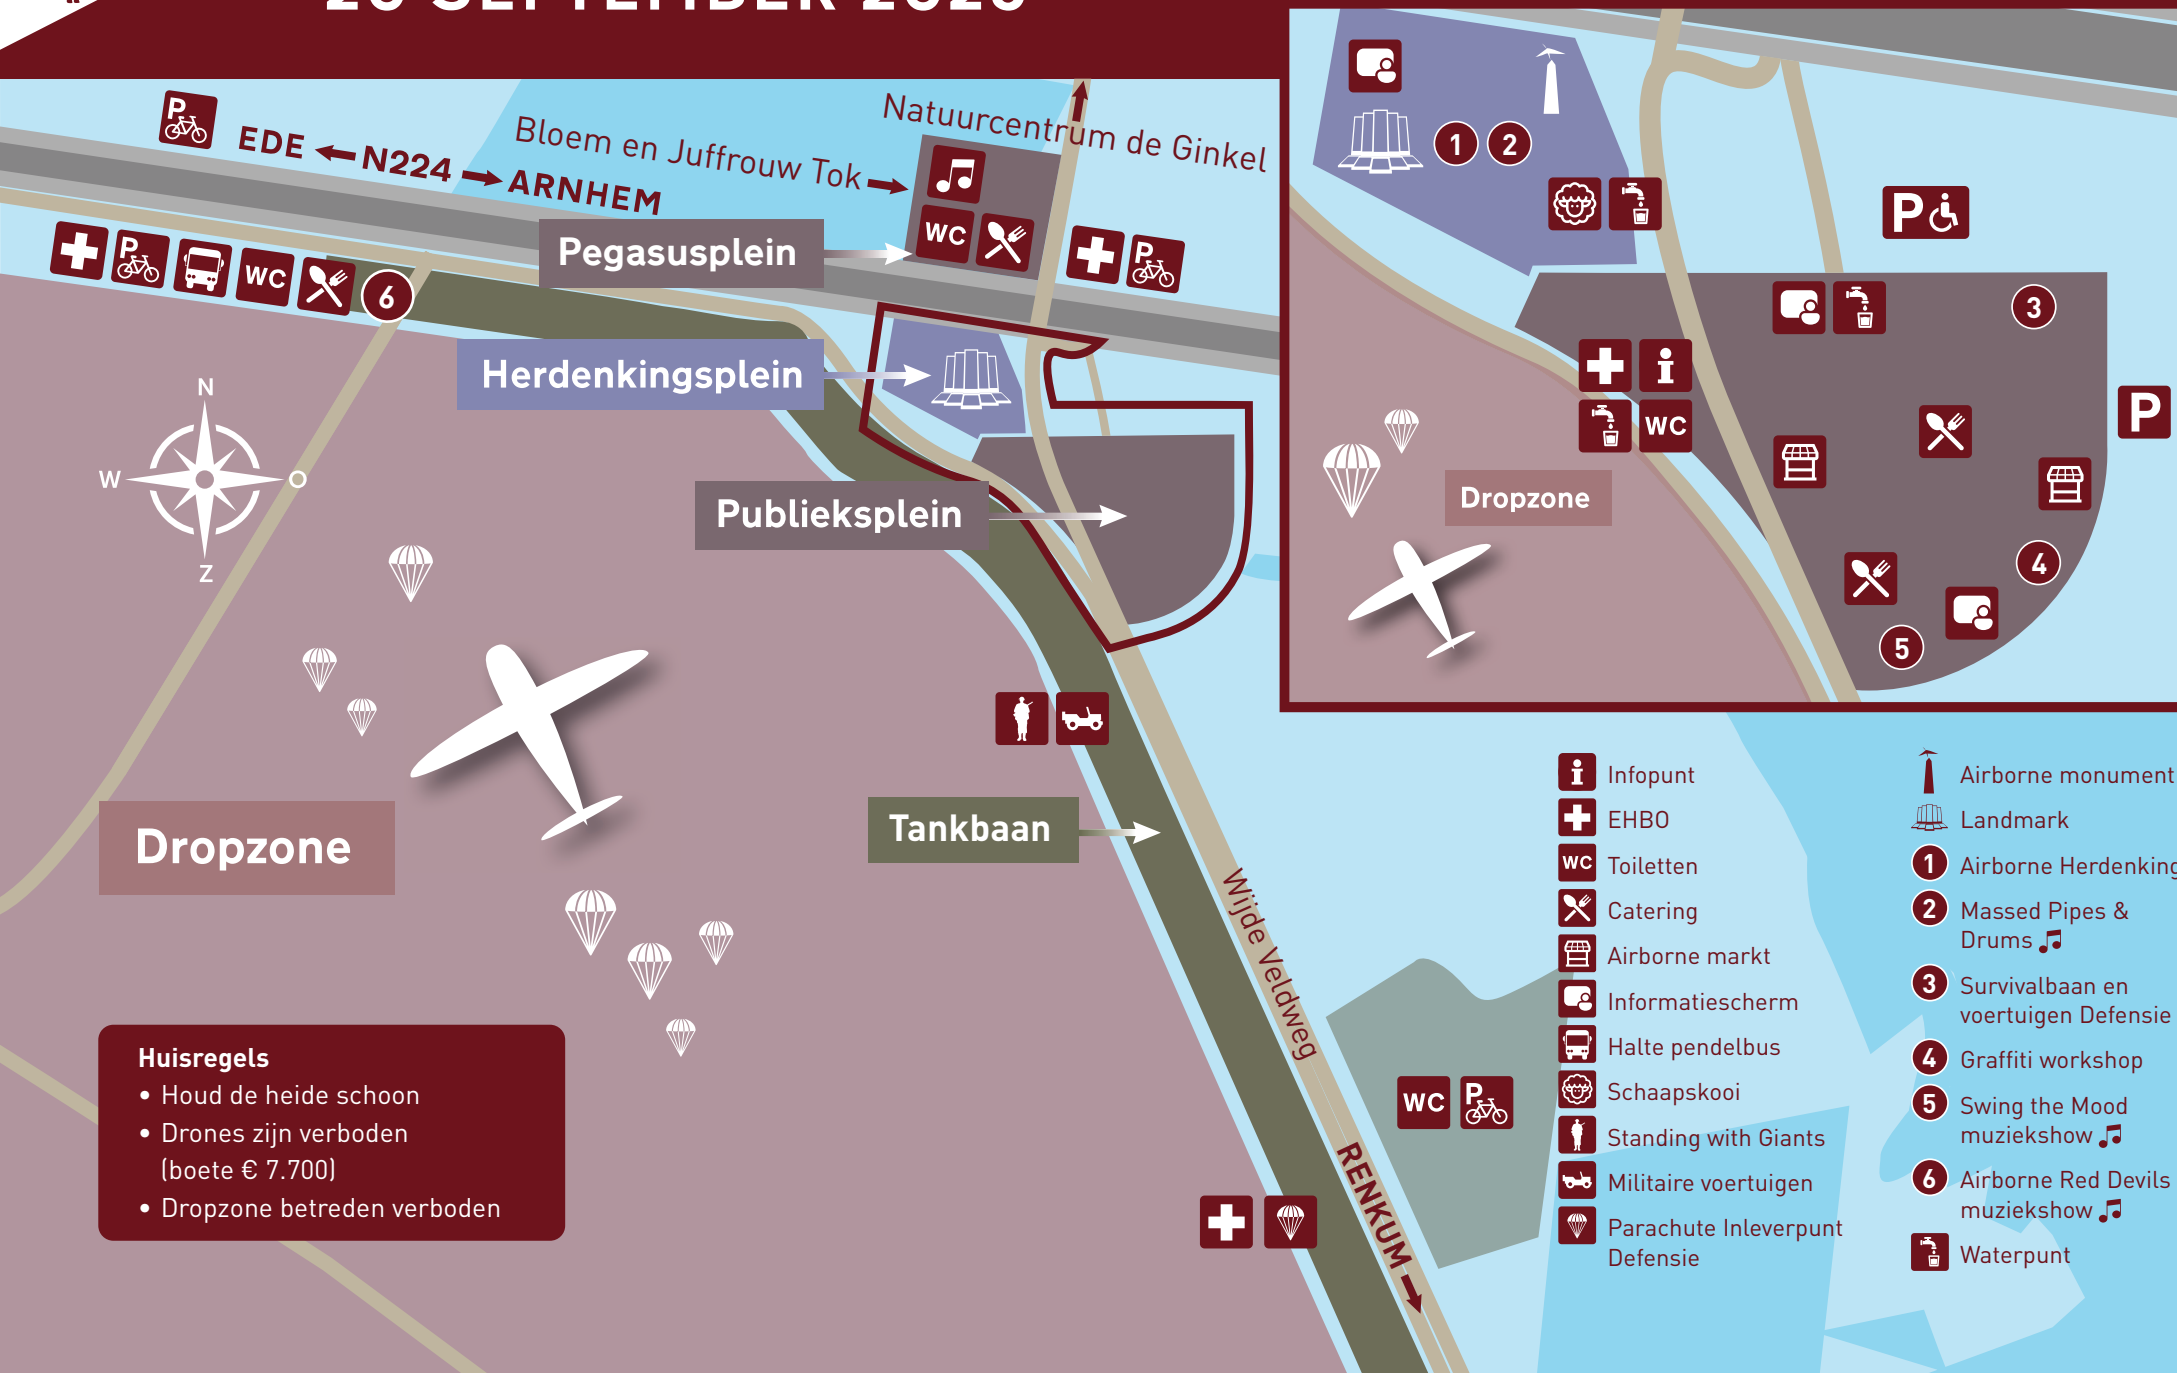 P
EDE
N224
ARNHEM
Bloem en Juffrouw Tok
Natuurcentrum de Ginkel
WC
P
P
WC
6
Pegasusplein
Herdenkingsplein
Publieksplein
N
W
O
Z
Dropzone
Tankbaan
Wijde Veldweg
RENKUM
WC
P
Huisregels
• Houd de heide schoon
• Drones zijn verboden
(boete € 7.700)
• Dropzone betreden verboden
1
2
P
3
i
WC
P
Dropzone
4
5
i Infopunt
EHBO
WC Toiletten
Catering
Airborne markt
Informatiescherm
Halte pendelbus
Schaapskooi
Standing with Giants
Militaire voertuigen
Parachute Inleverpunt
Defensie
Airborne monument
Landmark
1 Airborne Herdenking
2 Massed Pipes &
Drums
3 Survivalbaan en
voertuigen Defensie
4 Graffiti workshop
5 Swing the Mood
muziekshow
6 Airborne Red Devils
muziekshow
Waterpunt